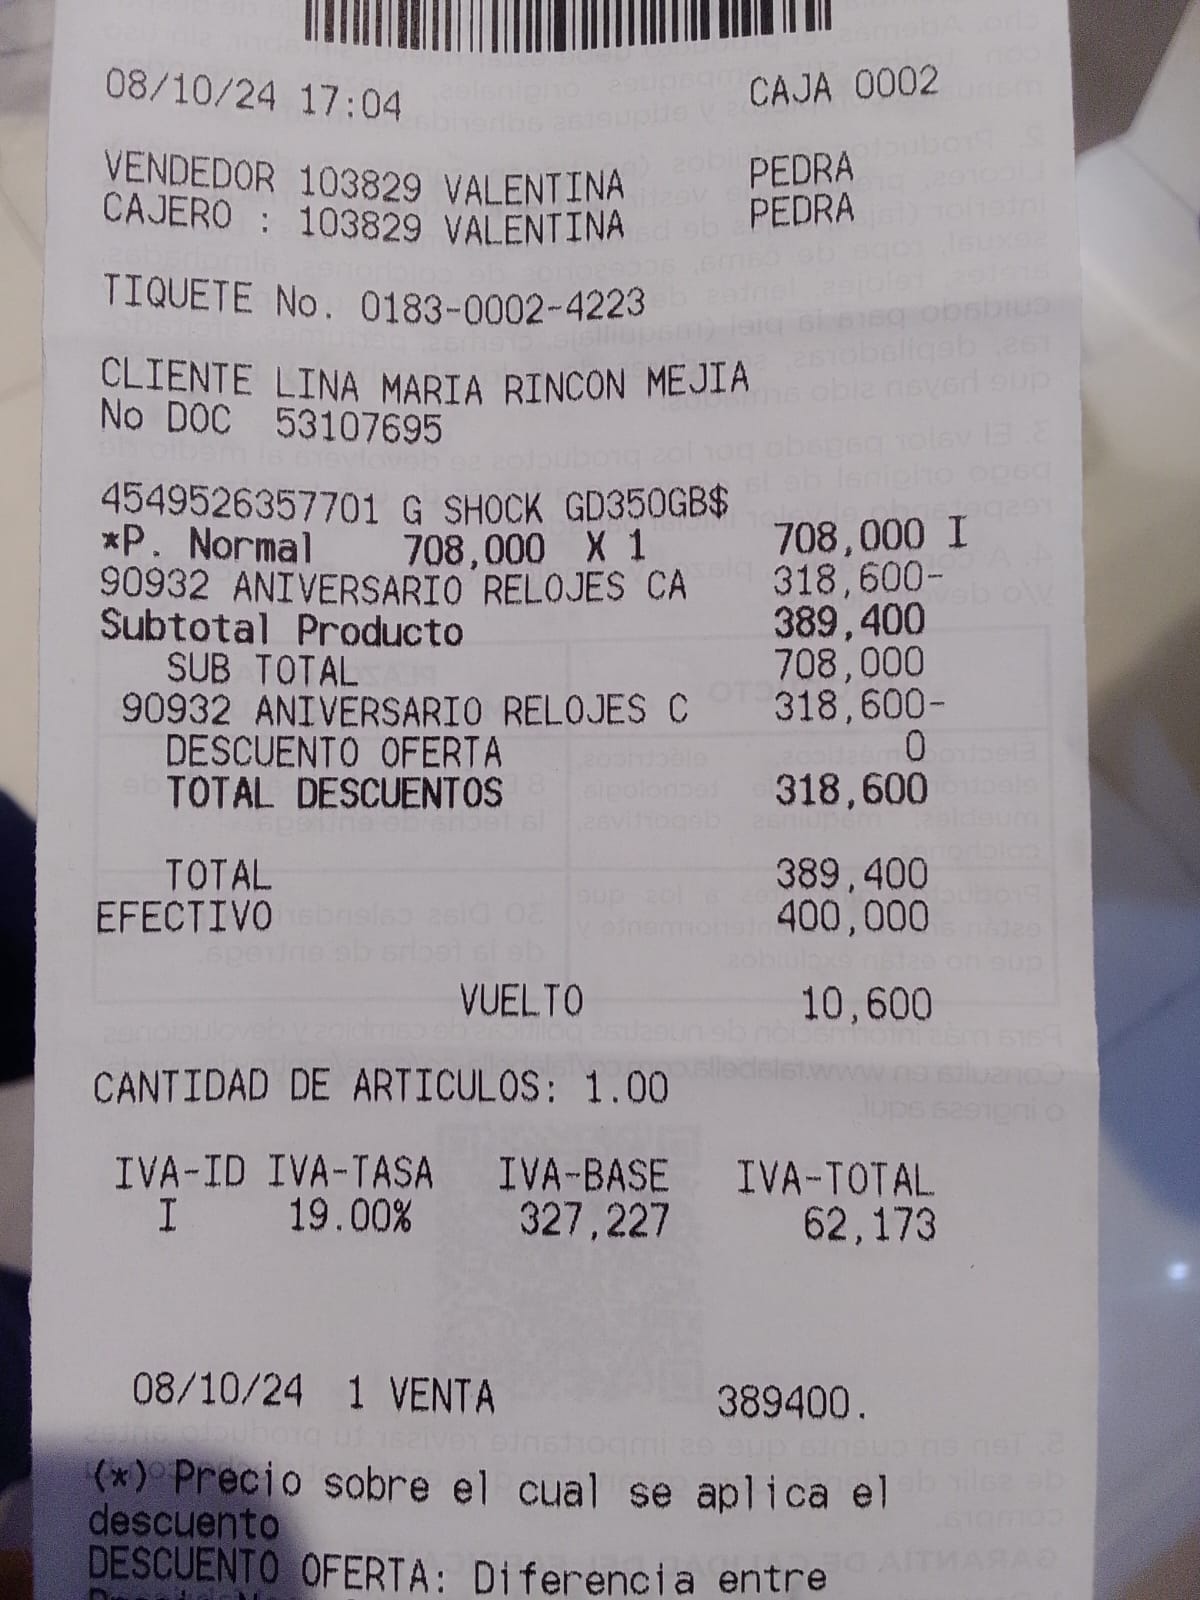 08/10/24 17:04 CAJA 0002
VENDEDOR 103829 VALENTINA PEDRA
CAJERO : 103829 VALENTINA PEDRA
TIQUETE No. 0183-0002-4223
CLIENTE LINA MARIA RINCON MEJIA
No DOC 53107695
4549526357701 G SHOCK GD350GB$
*P. Normal 708,000 X 1 708,000 I
90932 ANIVERSARIO RELOJES CA 318,600-
Subtotal Producto 389,400
SUB TOTAL 708,000
90932 ANIVERSARIO RELOJES C 318,600-
DESCUENTO OFERTA 0
TOTAL DESCUENTOS 318,600
TOTAL 389,400
EFECTIVO 400,000
VUELTO 10,600
CANTIDAD DE ARTICULOS: 1.00
IVA-ID IVA-TASA IVA-BASE IVA-TOTAL
I 19.00% 327,227 62,173
08/10/24 1 VENTA 389400.
(*) Precio sobre el cual se aplica el
descuento
DESCUENTO OFERTA: Diferencia entre